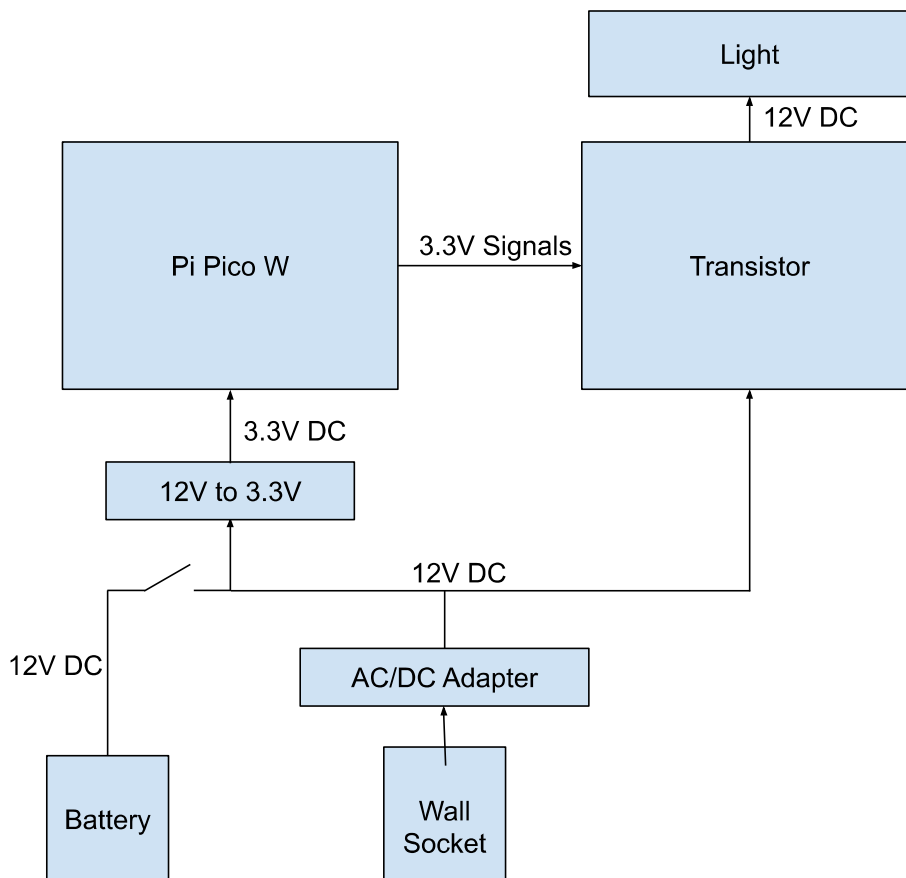 Light
12V DC
Pi Pico W
3.3V Signals
Transistor
3.3V DC
12V to 3.3V
12V DC
12V DC
AC/DC Adapter
Battery
Wall
Socket